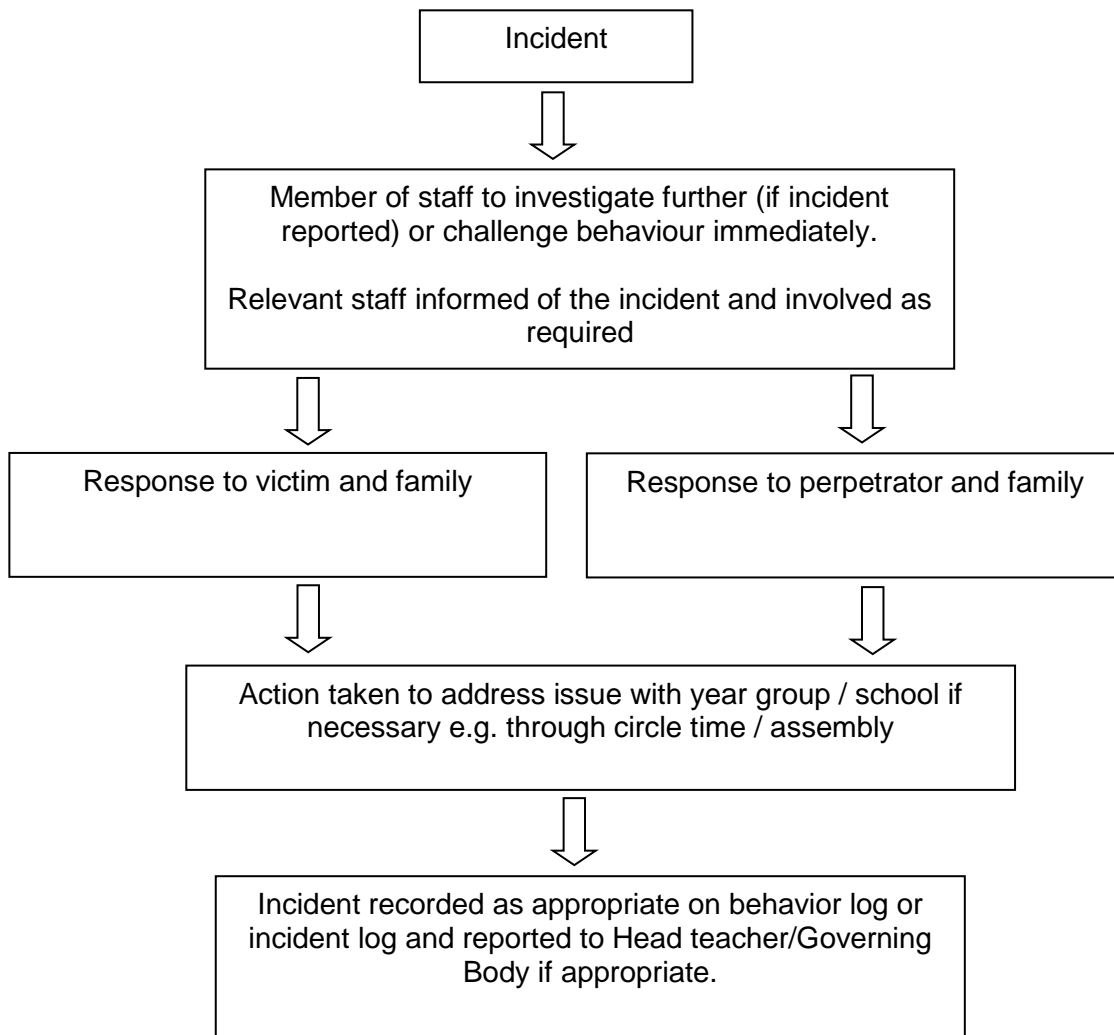 Incident
Member of staff to investigate further (if incident
reported) or challenge behaviour immediately.
Relevant staff informed of the incident and involved as
required
Response to victim and family
Response to perpetrator and family
Action taken to address issue with year group / school if
necessary e.g. through circle time / assembly
Incident recorded as appropriate on behavior log or
incident log and reported to Head teacher/Governing
Body if appropriate.